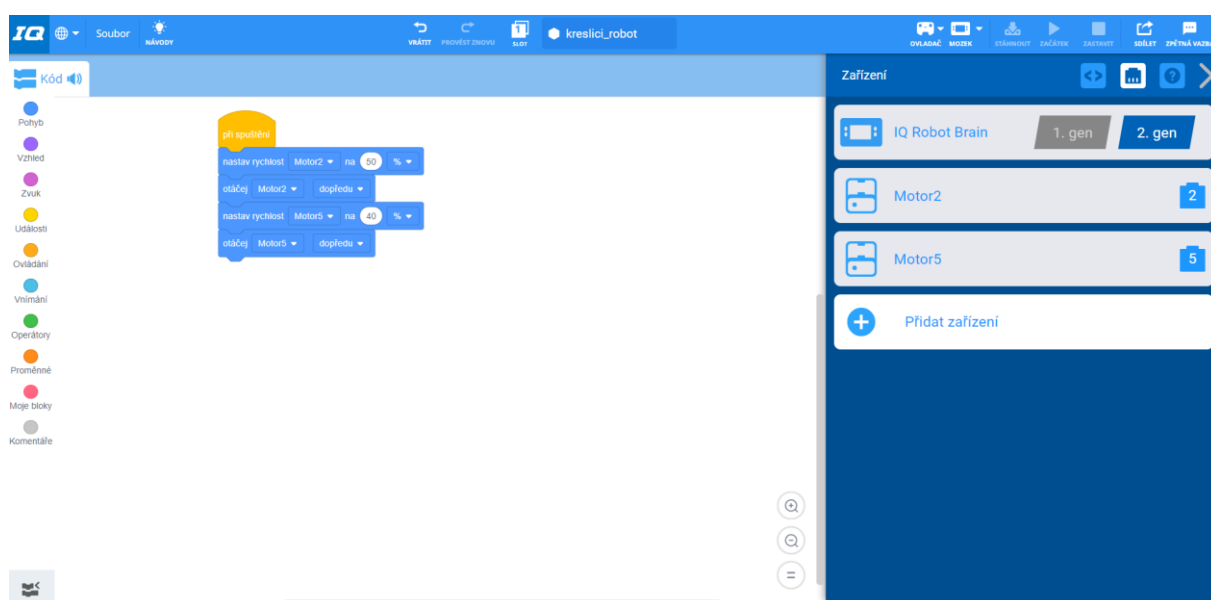 IQ
Soubor
NÁVODY
VRÁTIT
PROVÉST ZNOVU
1
SLOT
kreslici_robot
OVLADAČ
MOZEK
STÁHNOUT
ZAČÁTEK
ZASTAVIT
SDÍLET
ZPĚTNÁ VAZBA
Kód
Pohyb
Vzhled
Zvuk
Události
Ovládání
Vnímání
Operátory
Proměnné
Moje bloky
Komentáře
při spuštění
nastav rychlost Motor2 na 50 %
otáčej Motor2 dopředu
nastav rychlost Motor5 na 40 %
otáčej Motor5 dopředu
Zařízení
IQ Robot Brain 1. gen 2. gen
Motor2 2
Motor5 5
Přidat zařízení